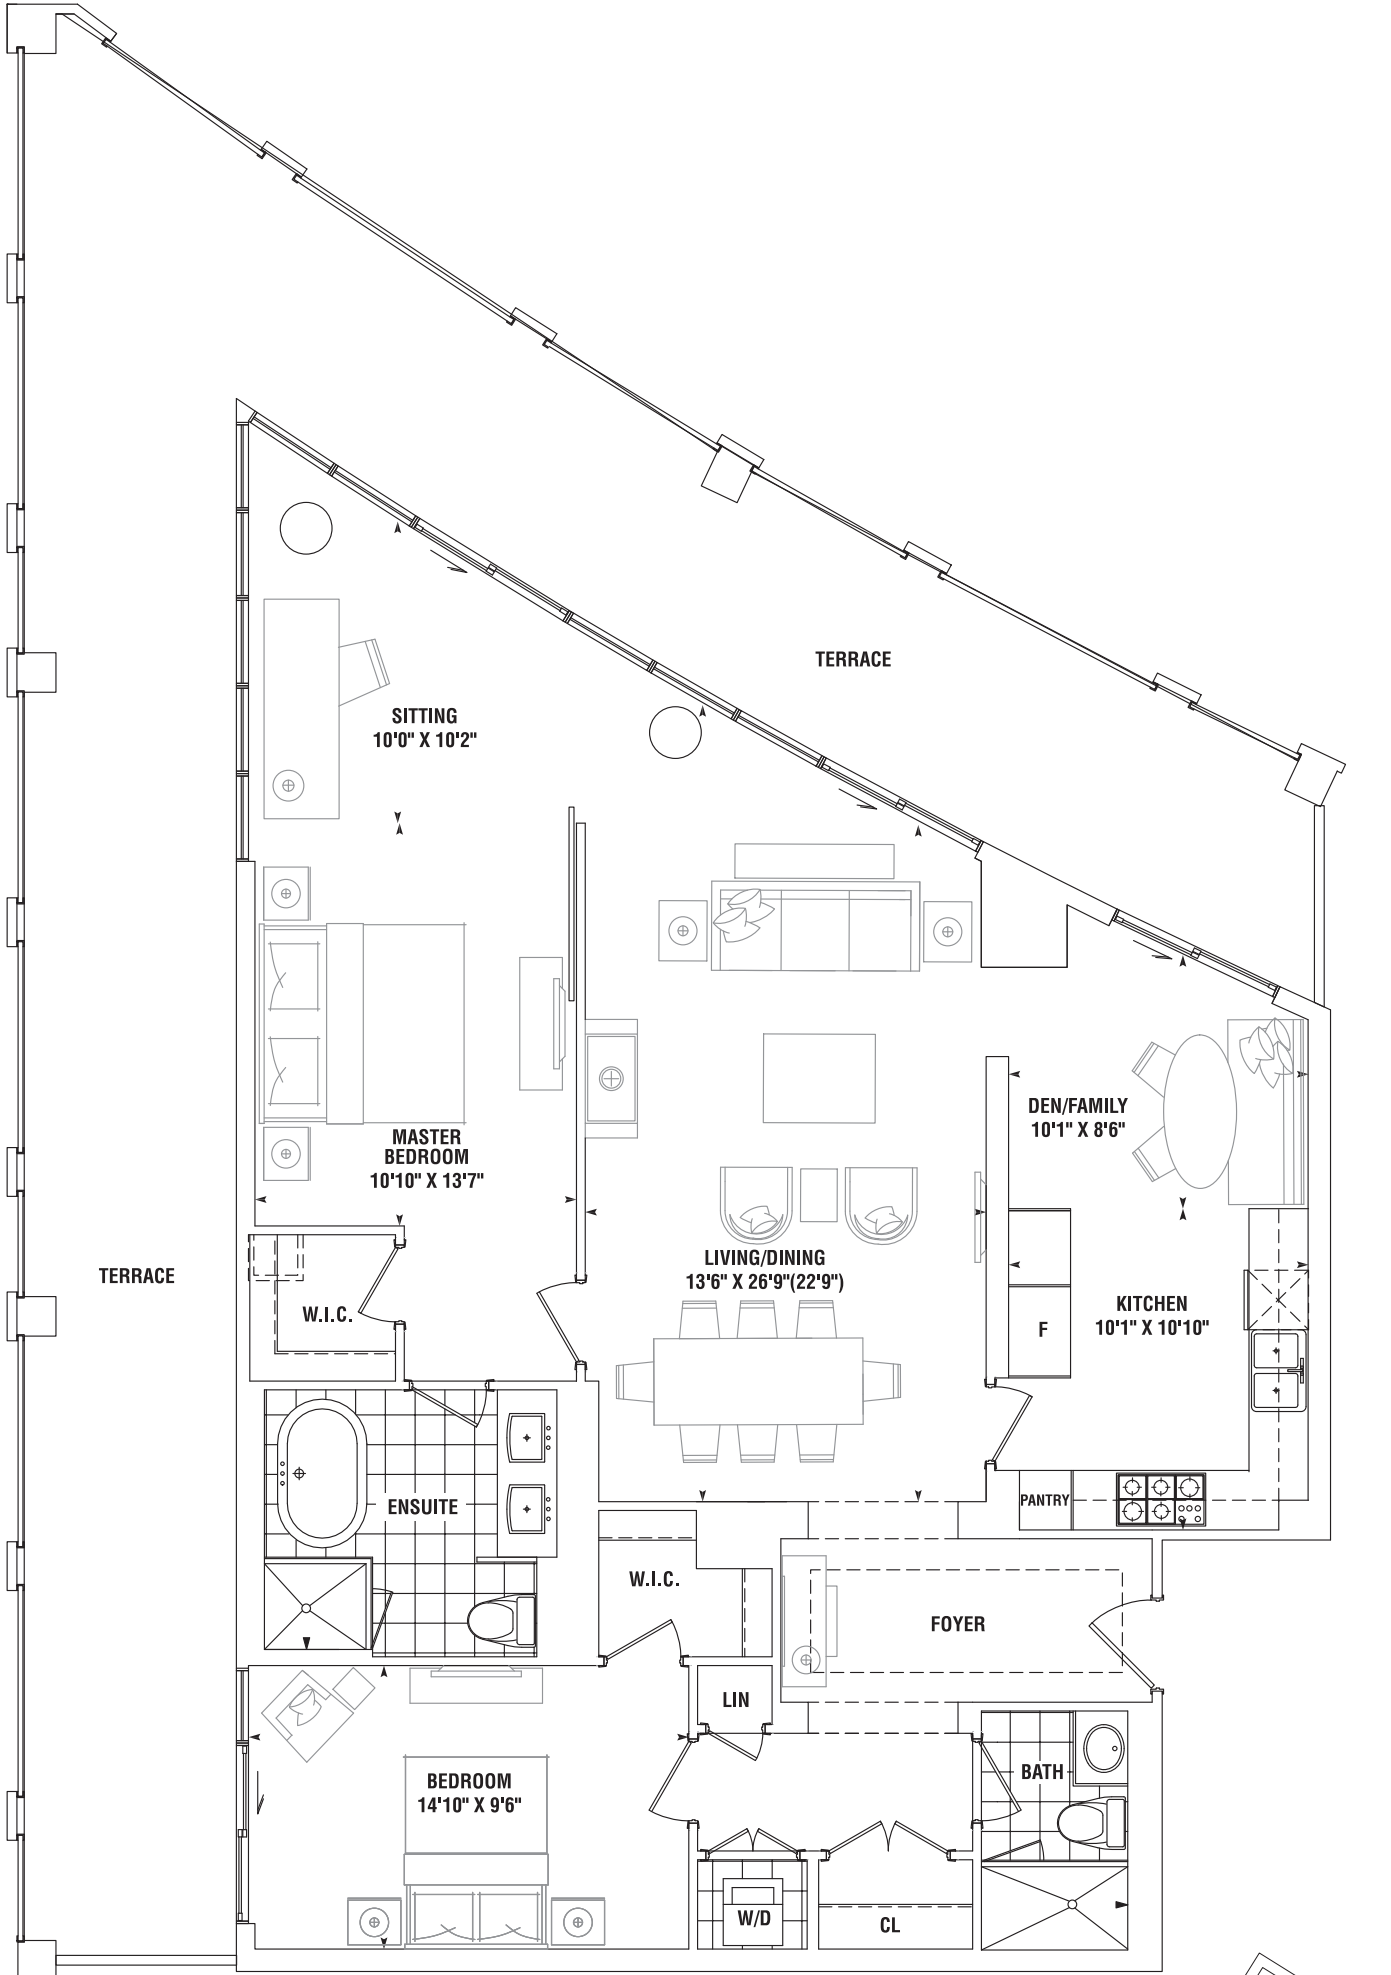 TERRACE
SITTING
10'0" X 10'2"
DEN/FAMILY
10'1" X 8'6"
MASTER
BEDROOM
10'10" X 13'7"
TERRACE
LIVING/DINING
13'6" X 26'9"(22'9")
W.I.C.
KITCHEN
10'1" X 10'10"
F
ENSUITE
PANTRY
W.I.C.
FOYER
LIN
BEDROOM
14'10" X 9'6"
BATH
W/D
CL